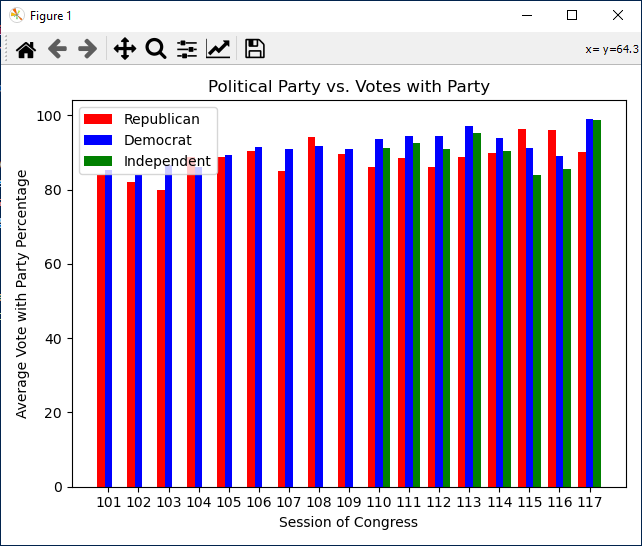 Figure 1
x= y=64.3
Political Party vs. Votes with Party
Republican
Democrat
Independent
100
80
60
40
20
0
Average Vote with Party Percentage
101 102 103 104 105 106 107 108 109 110 111 112 113 114 115 116 117
Session of Congress